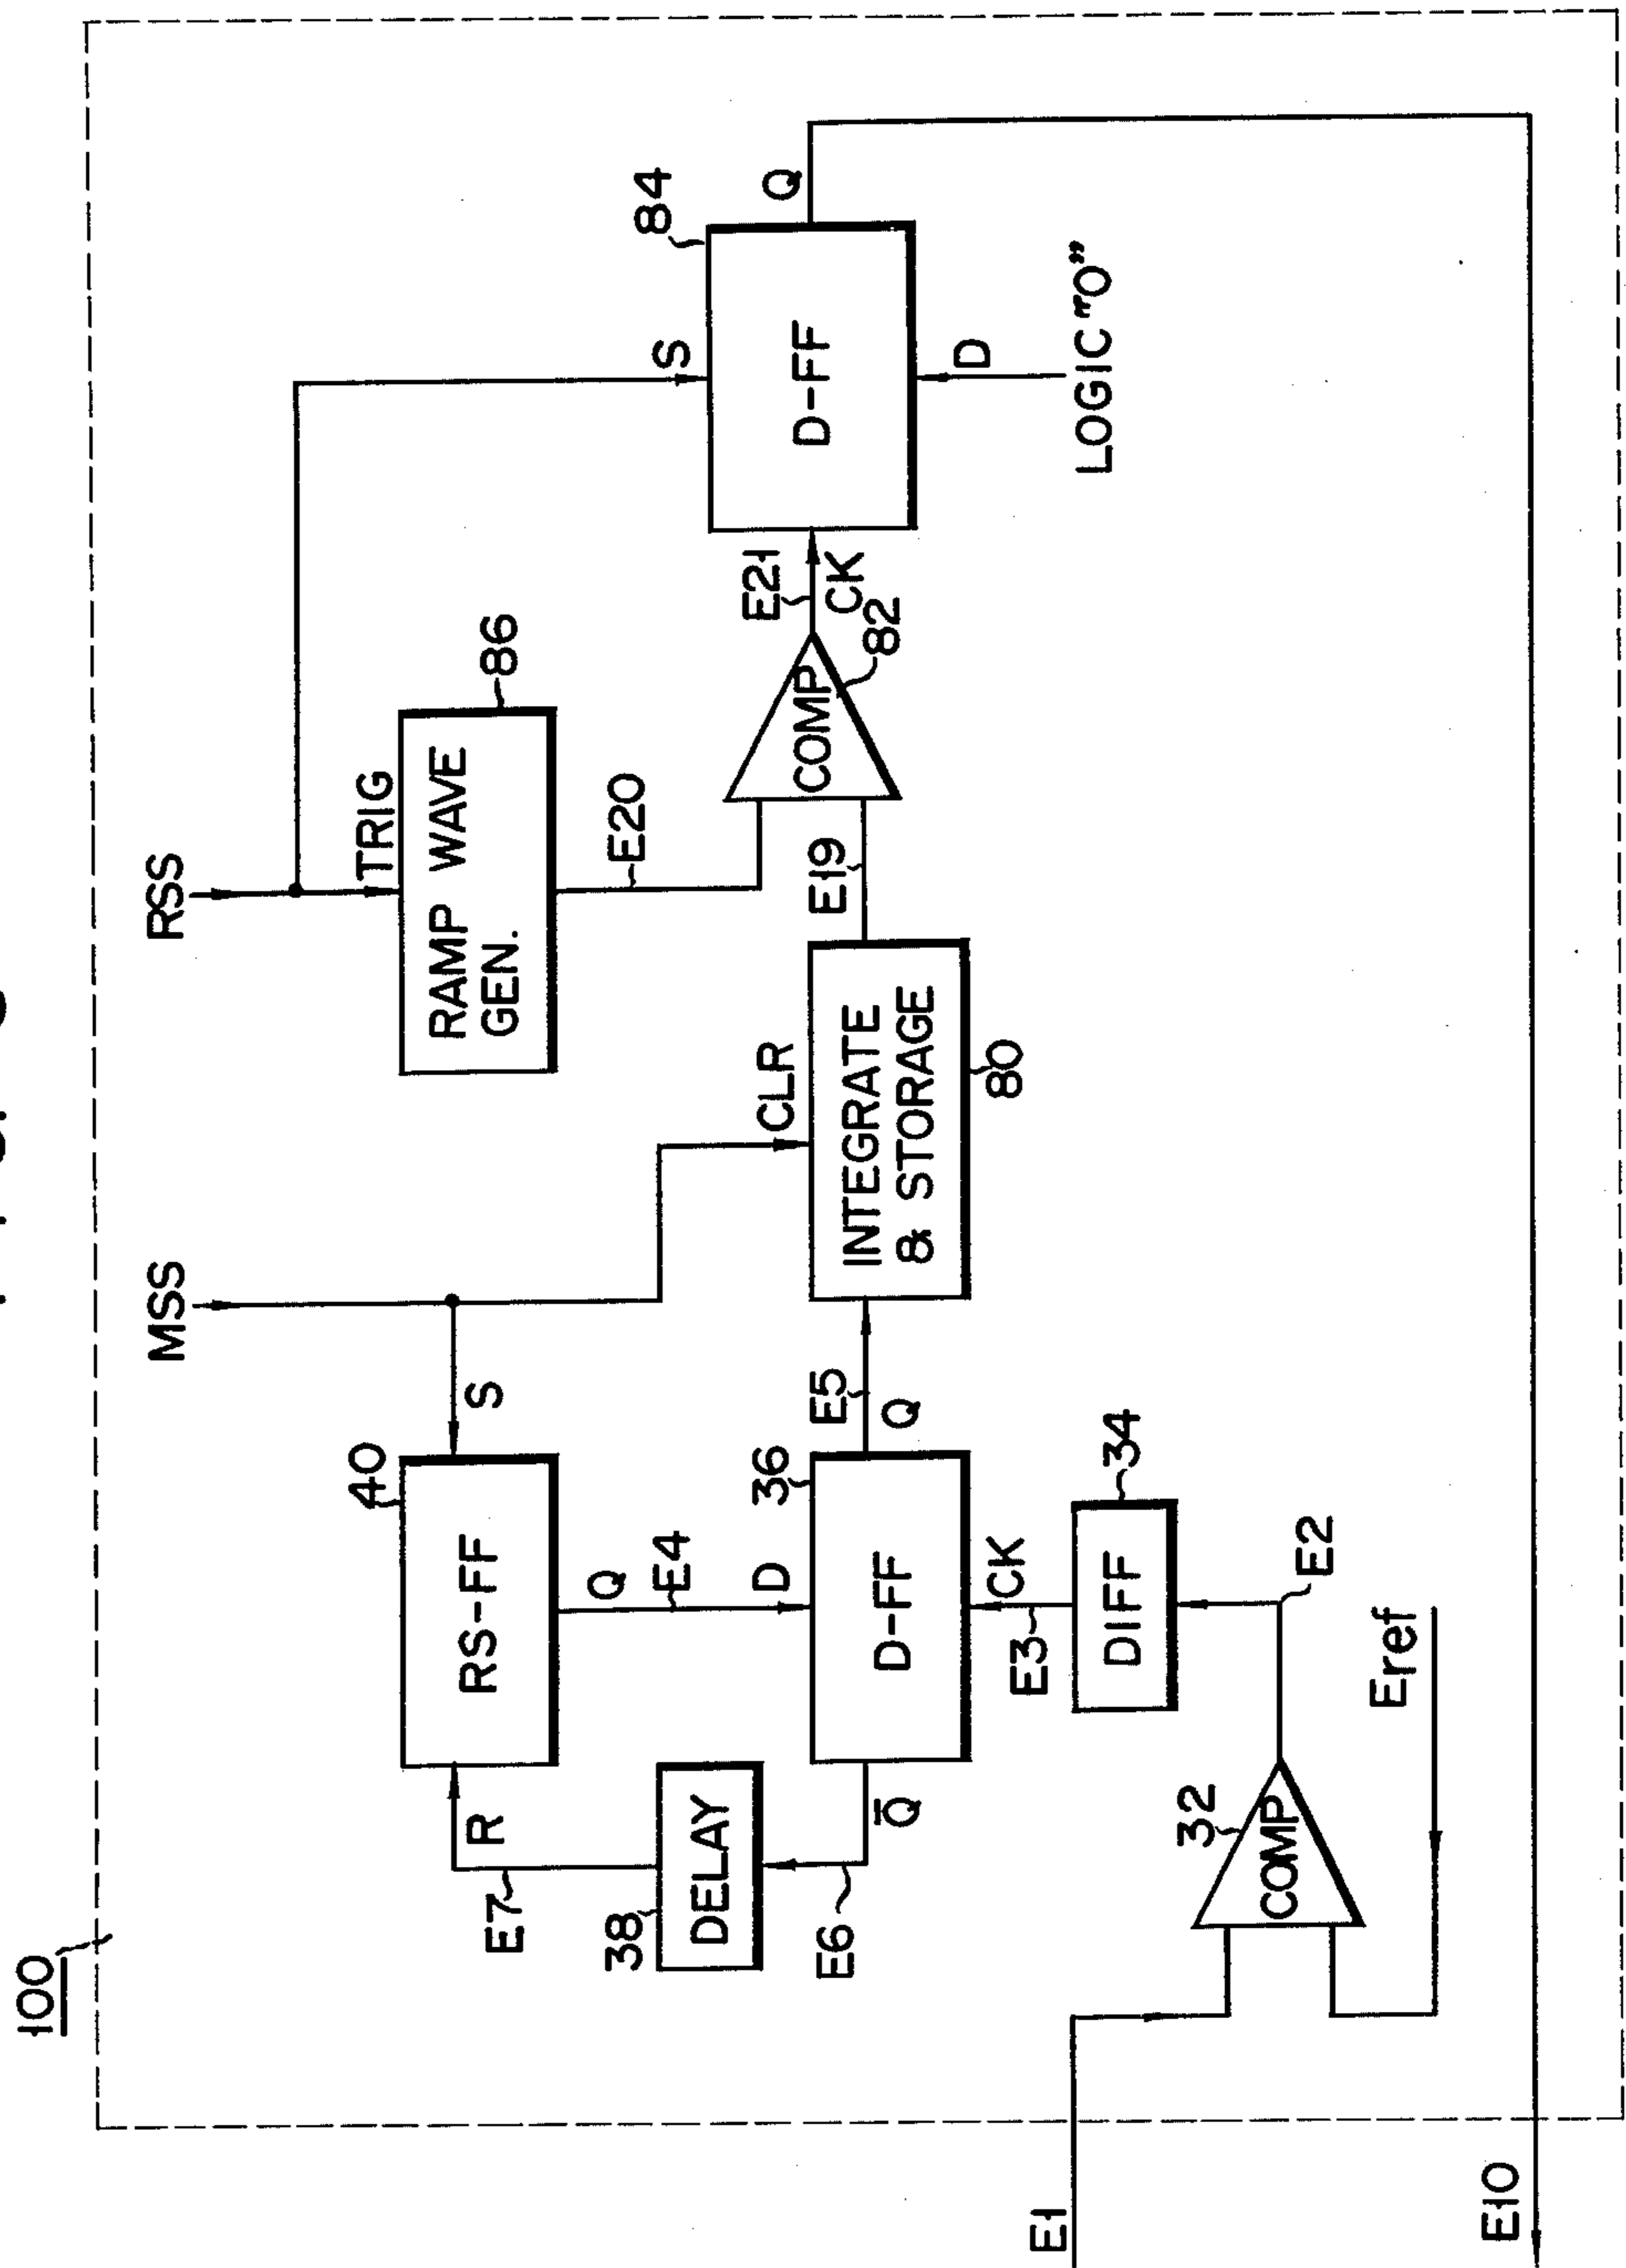 100
MSS
RSS
40
S
RS-FF
R
Q
E4
D
E7
38
DELAY
E6
Q̅
36
D-FF
E5
Q
CK
E3
34
DIFF
E2
32
COMP
Eref
E1
CLR
INTEGRATE
& STORAGE
80
TRIG
86
RAMP WAVE
GEN.
E20
E19
COMP
82
E21
CK
84
S
D-FF
Q
D
LOGIC "0"
E10